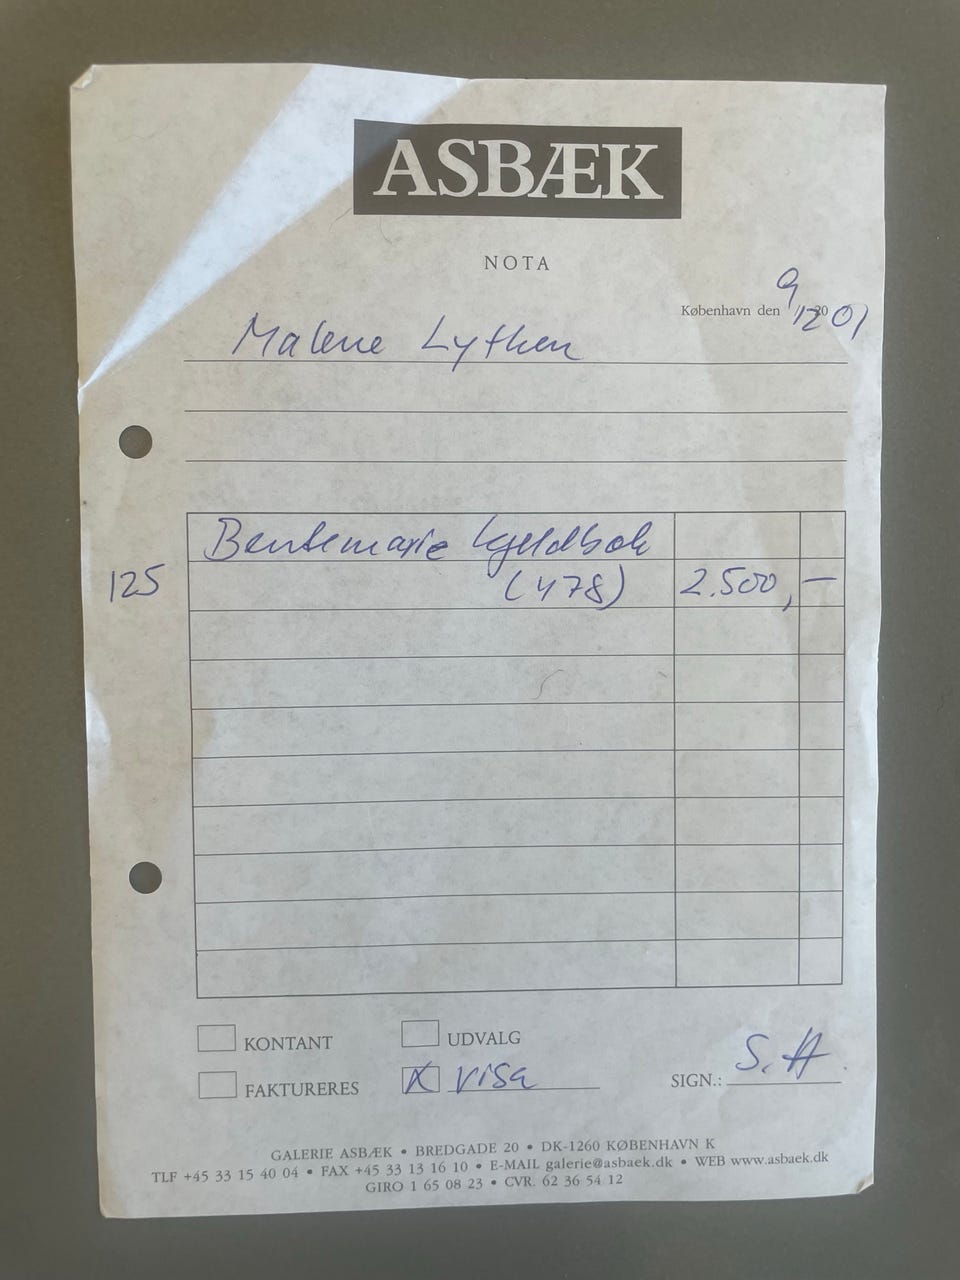 ASBÆK
NOTA
København den 9/12 2001
Malene Lythen
Bentemarie Kjeldbæk
125 (478) 2.500,—
KONTANT UDVALG
FAKTURERES X visa SIGN.: S.A.
GALERIE ASBÆK • BREDGADE 20 • DK-1260 KØBENHAVN K
TLF +45 33 15 40 04 • FAX +45 33 13 16 10 • E-MAIL galerie@asbaek.dk • WEB www.asbaek.dk
GIRO 1 65 08 23 • CVR. 62 36 54 12